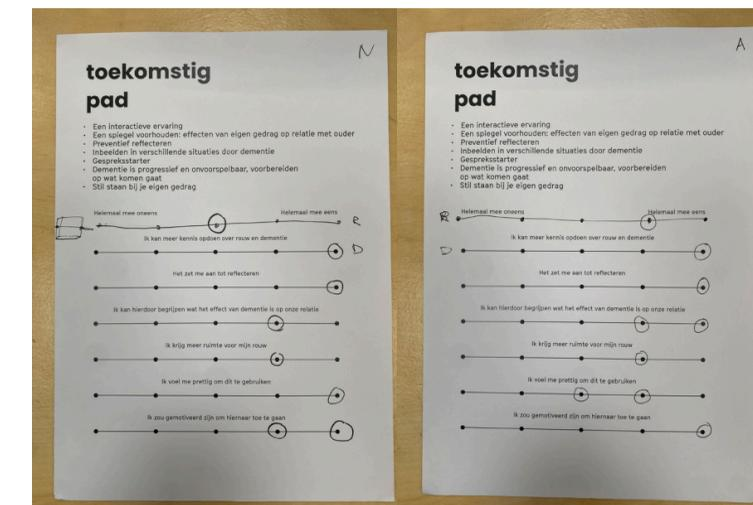 N
toekomstig
pad
• Een interactieve ervaring
• Een spiegel voorhouden: effecten van eigen gedrag op relatie met ouder
• Preventief reflecteren
• Inbeelden in verschillende situaties door dementie
• Gespreksstarter
• Dementie is progressief en onvoorspelbaar, voorbereiden
op wat komen gaat
• Stil staan bij je eigen gedrag
Helemaal mee oneens Helemaal mee eens
R
Ik kan meer kennis opdoen over rouw en dementie
D
Het zet me aan tot reflecteren
Ik kan hierdoor begrijpen wat het effect van dementie is op onze relatie
Ik krijg meer ruimte voor mijn rouw
Ik voel me prettig om dit te gebruiken
Ik zou gemotiveerd zijn om hiernaar toe te gaan
A
toekomstig
pad
• Een interactieve ervaring
• Een spiegel voorhouden: effecten van eigen gedrag op relatie met ouder
• Preventief reflecteren
• Inbeelden in verschillende situaties door dementie
• Gespreksstarter
• Dementie is progressief en onvoorspelbaar, voorbereiden
op wat komen gaat
• Stil staan bij je eigen gedrag
R Helemaal mee oneens Helemaal mee eens
Ik kan meer kennis opdoen over rouw en dementie
D
Het zet me aan tot reflecteren
Ik kan hierdoor begrijpen wat het effect van dementie is op onze relatie
Ik krijg meer ruimte voor mijn rouw
Ik voel me prettig om dit te gebruiken
Ik zou gemotiveerd zijn om hiernaar toe te gaan